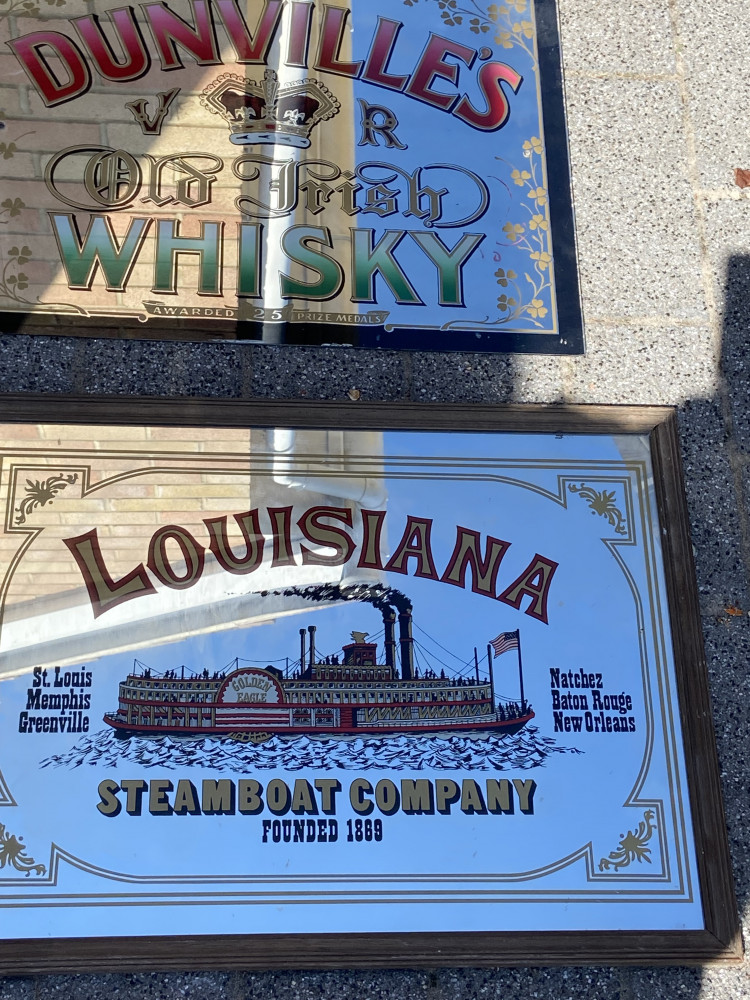 DUNVILLE'S
V R
Old Irish
WHISKY
AWARDED 25 PRIZE MEDALS
LOUISIANA
GOLDEN
EAGLE
St. Louis
Memphis
Greenville
Natchez
Baton Rouge
New Orleans
STEAMBOAT COMPANY
FOUNDED 1869